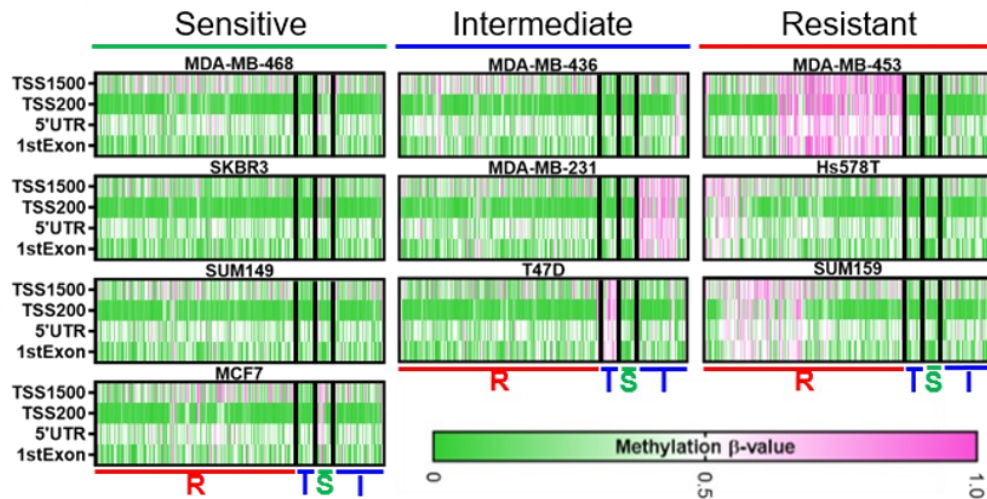 Sensitive Intermediate Resistant
MDA-MB-468 MDA-MB-436 MDA-MB-453
TSS1500
TSS200
5'UTR
1stExon
SKBR3 MDA-MB-231 Hs578T
TSS1500
TSS200
5'UTR
1stExon
SUM149 T47D SUM159
TSS1500
TSS200
5'UTR
1stExon
R T S I R T S I
MCF7
TSS1500
TSS200
5'UTR
1stExon
R T S I
Methylation β-value
0 0.5 1.0